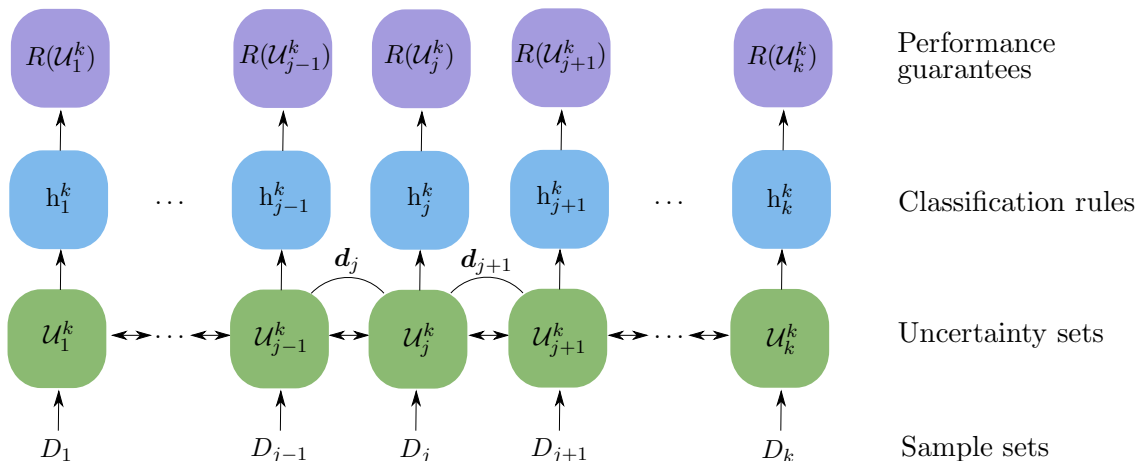 R(𝒰₁ᵏ) R(𝒰ⱼ₋₁ᵏ) R(𝒰ⱼᵏ) R(𝒰ⱼ₊₁ᵏ) R(𝒰ₖᵏ) Performance
guarantees
h₁ᵏ ... hⱼ₋₁ᵏ hⱼᵏ hⱼ₊₁ᵏ ... hₖᵏ Classification rules
𝒅ⱼ 𝒅ⱼ₊₁
𝒰₁ᵏ ... 𝒰ⱼ₋₁ᵏ 𝒰ⱼᵏ 𝒰ⱼ₊₁ᵏ ... 𝒰ₖᵏ Uncertainty sets
D₁ Dⱼ₋₁ Dⱼ Dⱼ₊₁ Dₖ Sample sets